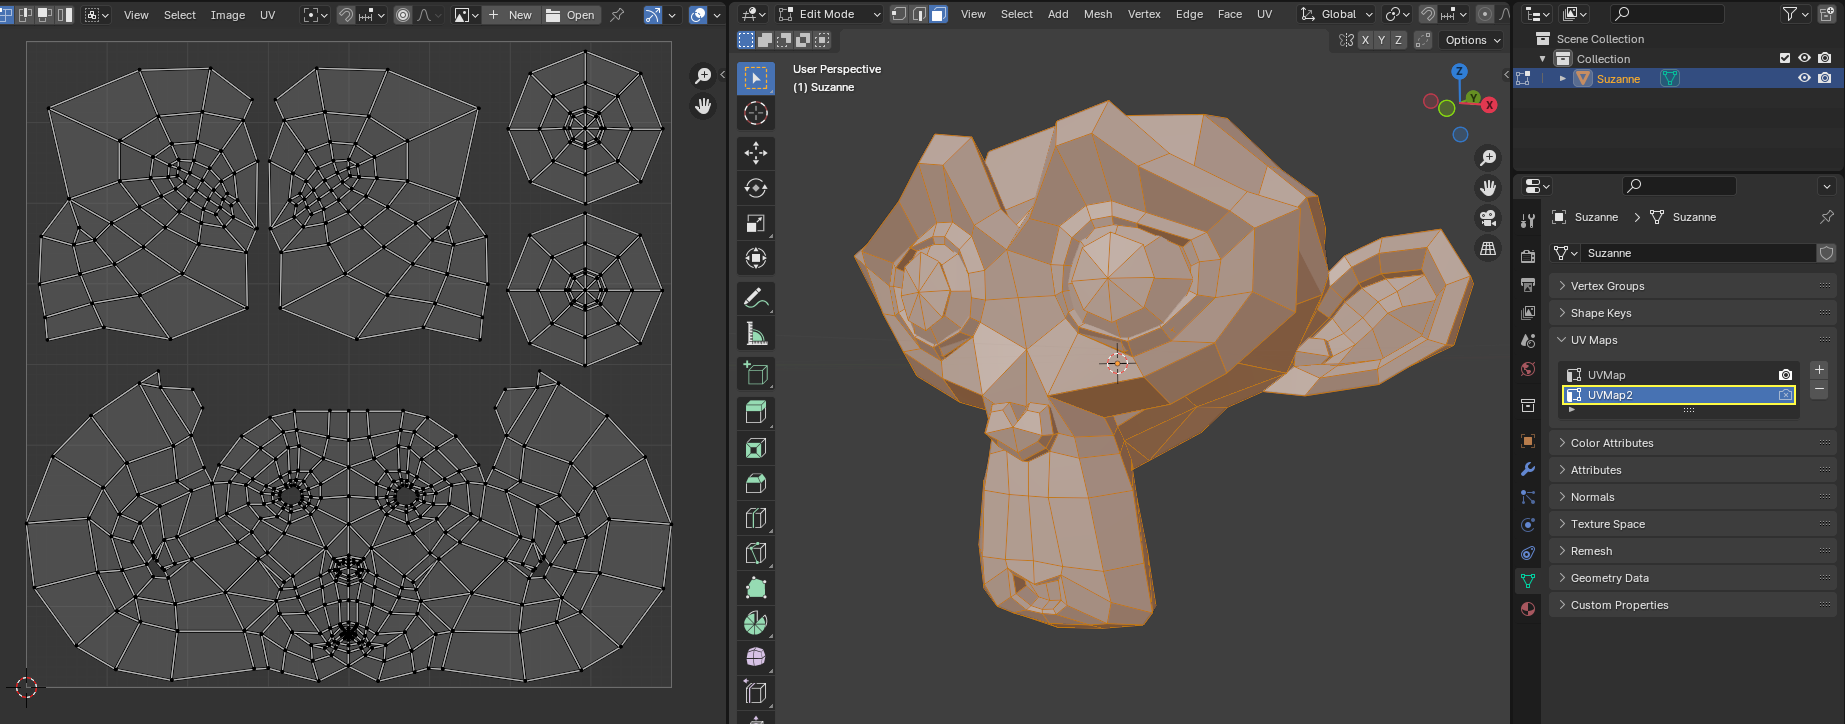 View Select Image UV New Open
Edit Mode View Select Add Mesh Vertex Edge Face UV Global
X Y Z Options
User Perspective
(1) Suzanne
Z
Y
X
Scene Collection
Collection
Suzanne
Suzanne Suzanne
Suzanne
Vertex Groups
Shape Keys
UV Maps
UVMap
UVMap2
Color Attributes
Attributes
Normals
Texture Space
Remesh
Geometry Data
Custom Properties